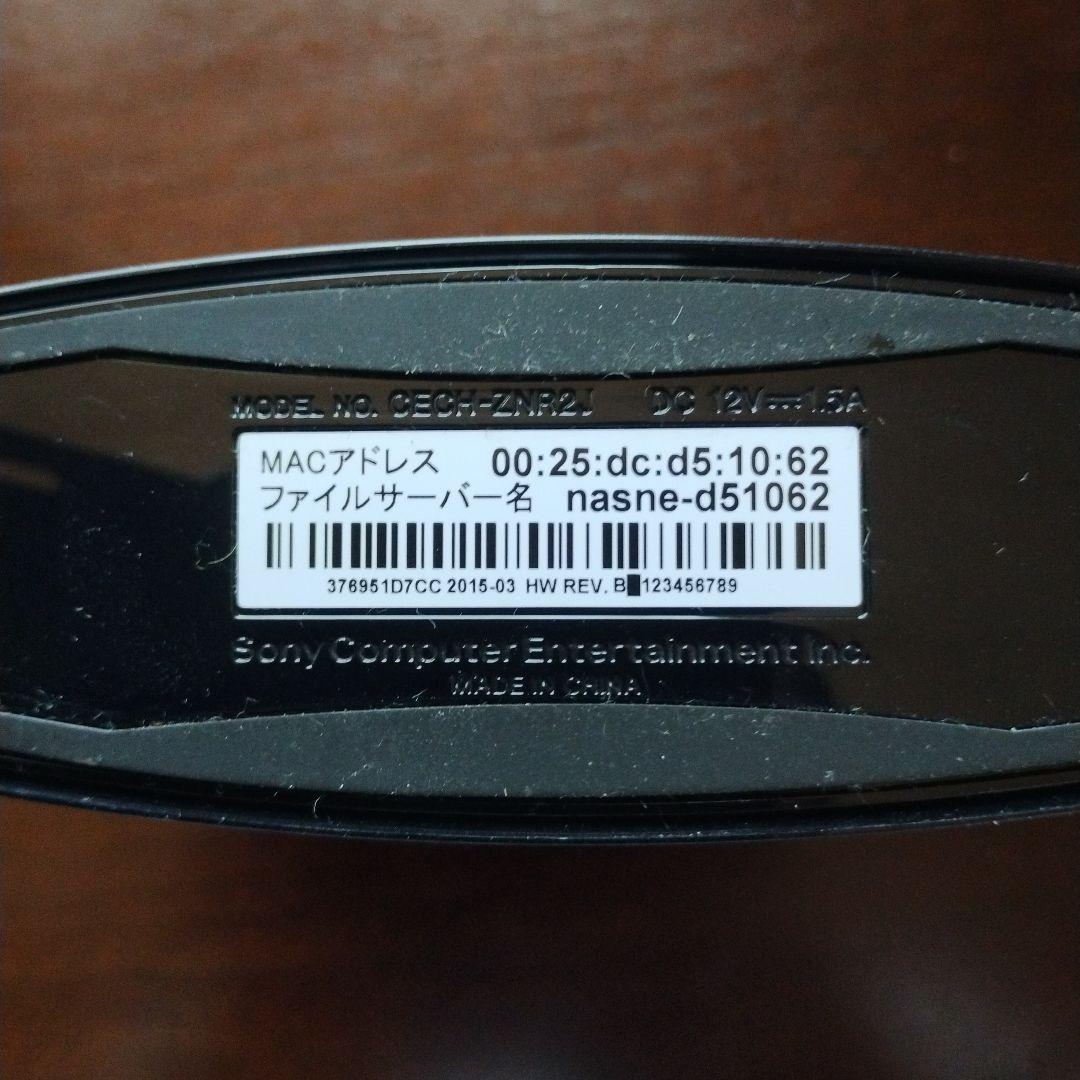 MODEL NO. CECH-ZNR2J DC 12V⎓1.5A
MACアドレス 00:25:dc:d5:10:62
ファイルサーバー名 nasne-d51062
376951D7CC 2015-03 HW REV. B█123456789
Sony Computer Entertainment Inc.
MADE IN CHINA